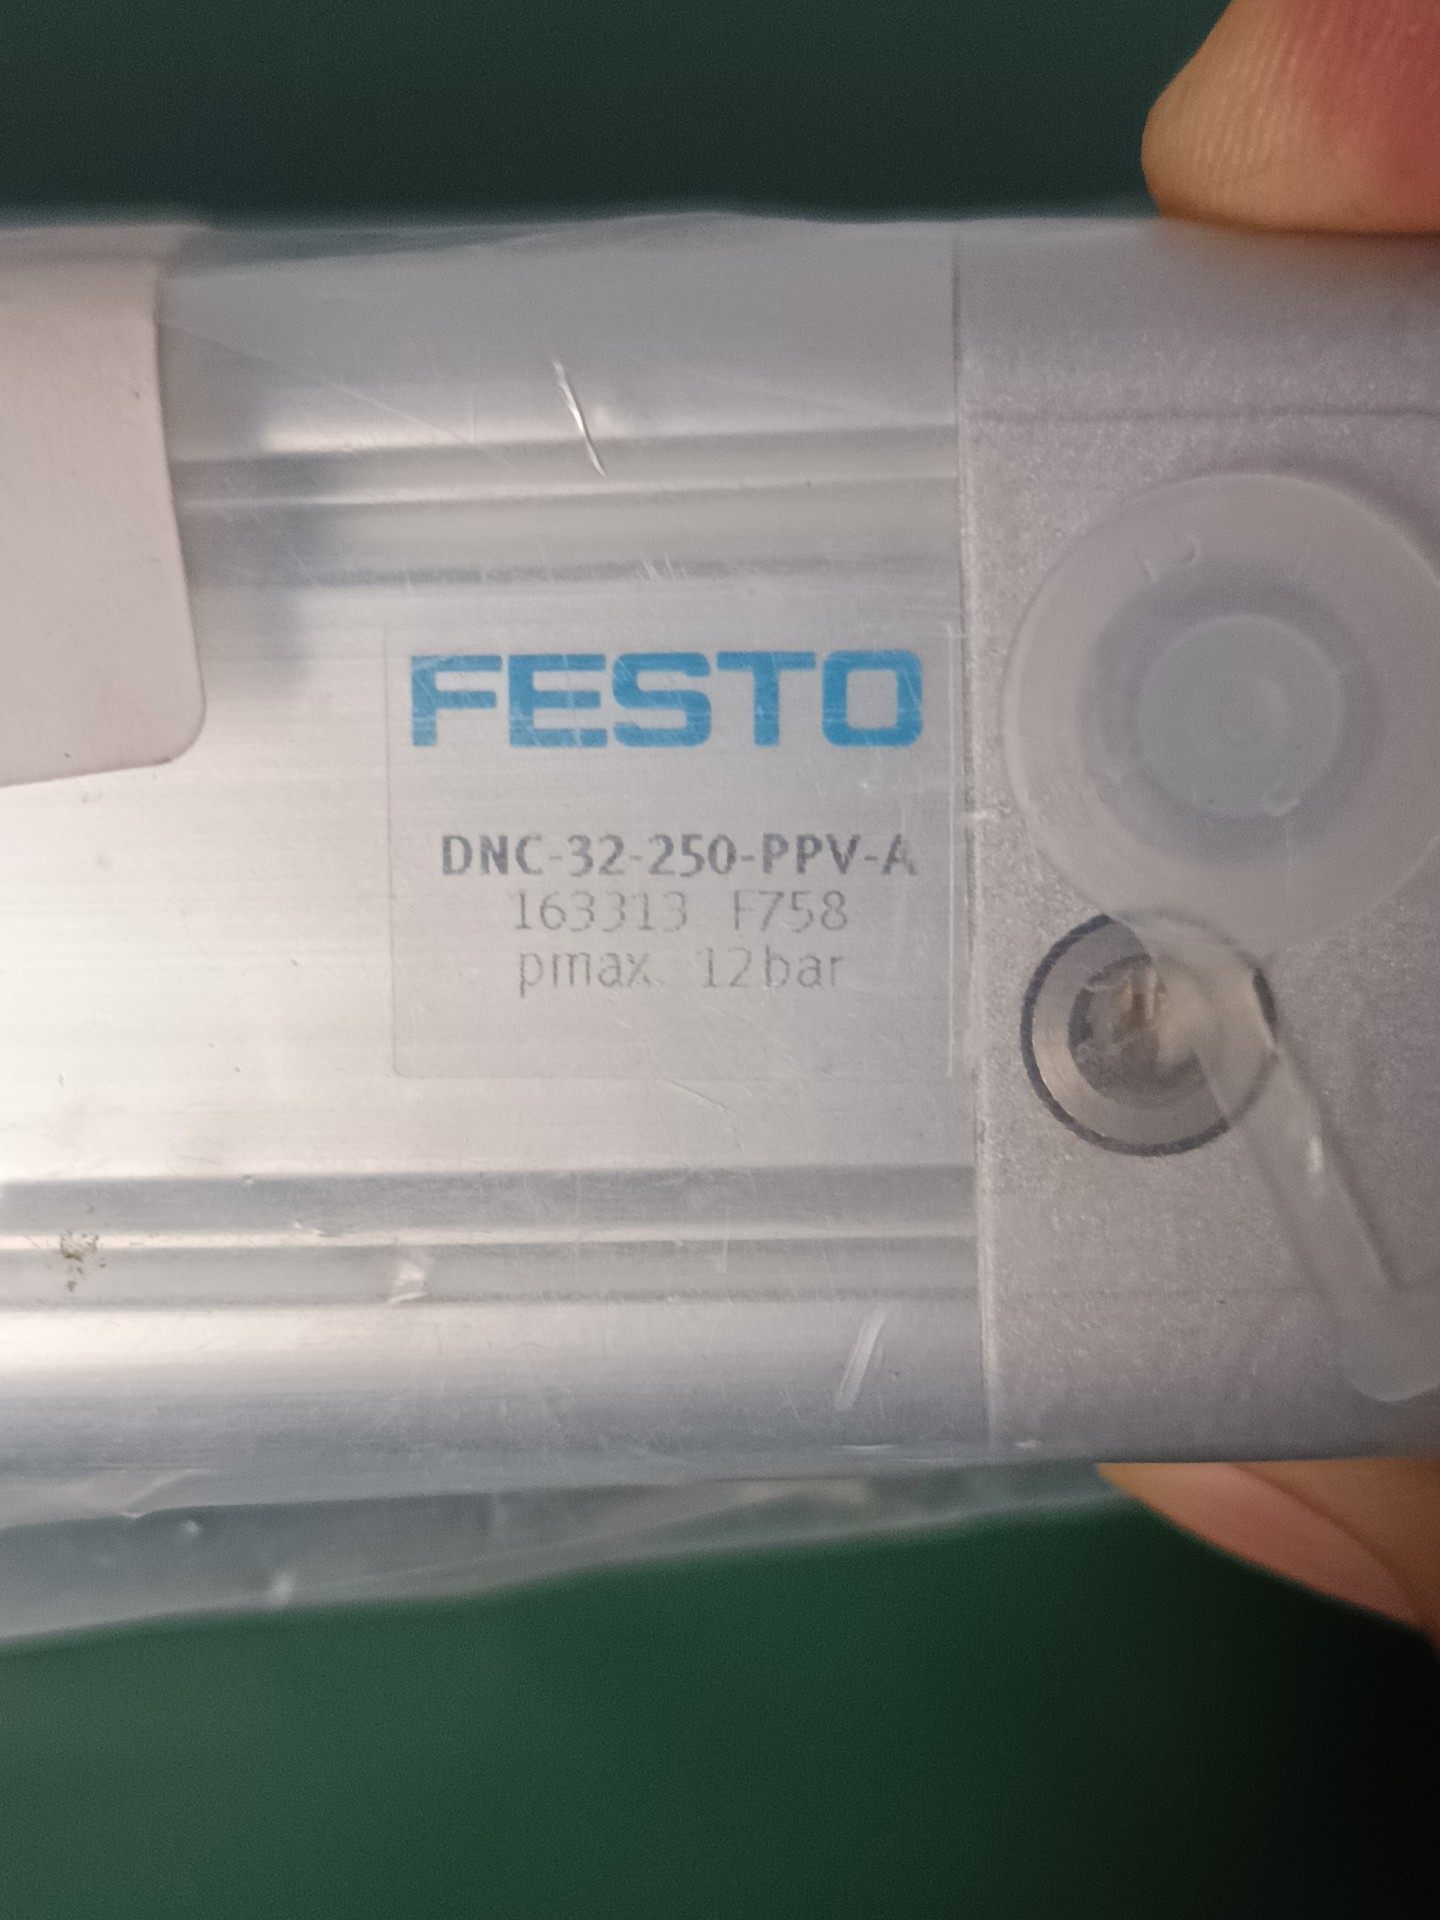 FESTO
DNC-32-250-PPV-A
163313 F758
pmax. 12bar